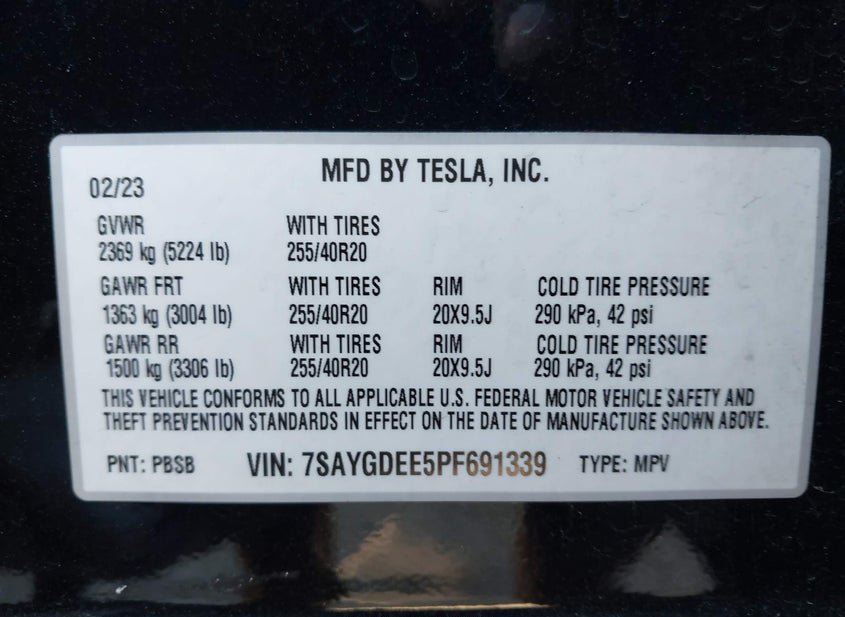 MFD BY TESLA, INC.
02/23
GVWR WITH TIRES
2369 kg (5224 lb) 255/40R20
GAWR FRT WITH TIRES RIM COLD TIRE PRESSURE
1363 kg (3004 lb) 255/40R20 20X9.5J 290 kPa, 42 psi
GAWR RR WITH TIRES RIM COLD TIRE PRESSURE
1500 kg (3306 lb) 255/40R20 20X9.5J 290 kPa, 42 psi
THIS VEHICLE CONFORMS TO ALL APPLICABLE U.S. FEDERAL MOTOR VEHICLE SAFETY AND
THEFT PREVENTION STANDARDS IN EFFECT ON THE DATE OF MANUFACTURE SHOWN ABOVE.
PNT: PBSB VIN: 7SAYGDEE5PF691339 TYPE: MPV